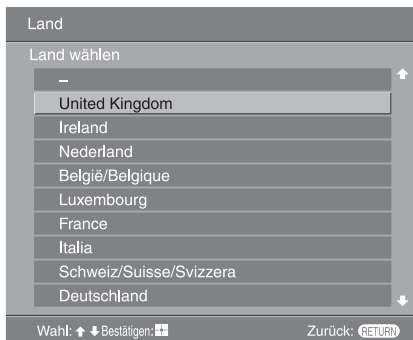 Land
Land wählen
–
United Kingdom
Ireland
Nederland
België/Belgique
Luxembourg
France
Italia
Schweiz/Suisse/Svizzera
Deutschland
Wahl: Bestätigen: Zurück: RETURN